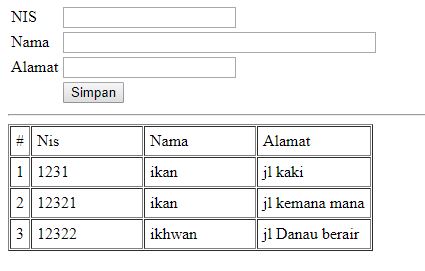 NIS
Nama
Alamat
Simpan
# Nis Nama Alamat
1 1231 ikan jl kaki
2 12321 ikan jl kemana mana
3 12322 ikhwan jl Danau berair